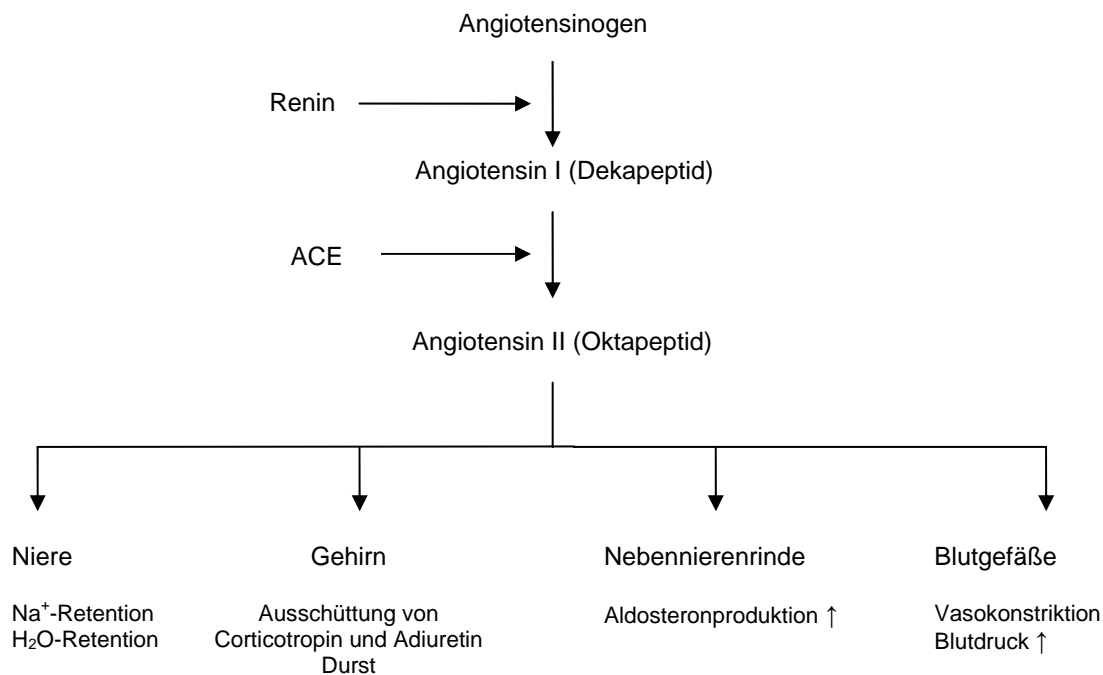 Angiotensinogen
Renin
Angiotensin I (Dekapeptid)
ACE
Angiotensin II (Oktapeptid)
Niere
Na⁺-Retention
H₂O-Retention
Gehirn
Ausschüttung von
Corticotropin und Adiuretin
Durst
Nebennierenrinde
Aldosteronproduktion ↑
Blutgefäße
Vasokonstriktion
Blutdruck ↑